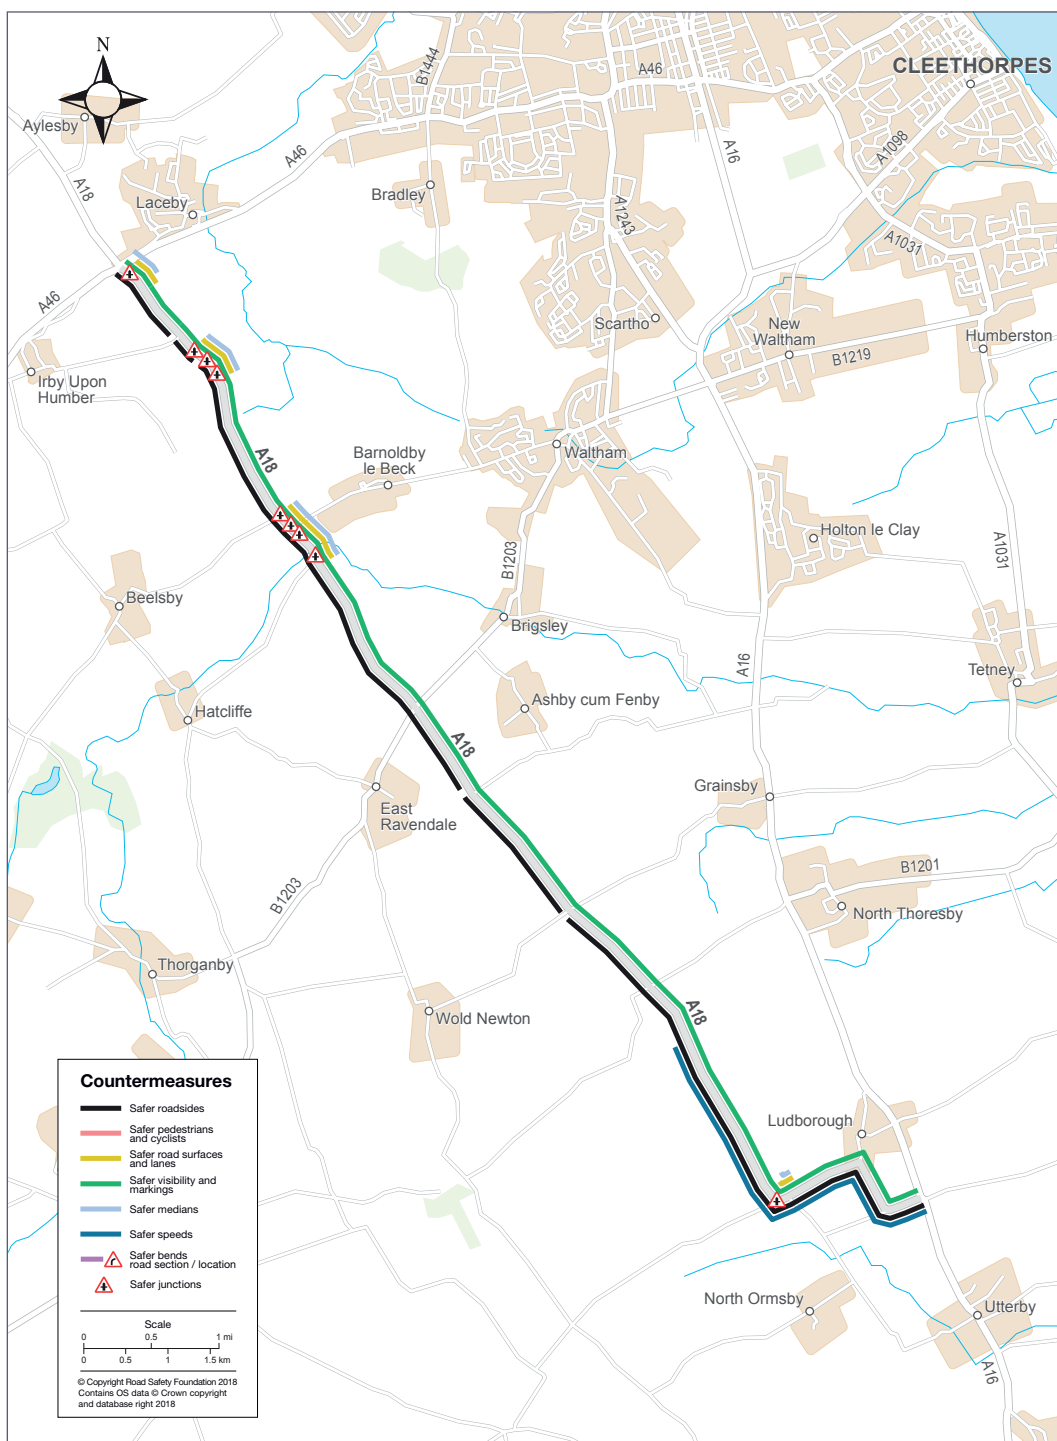 N
CLEETHORPES
A46
B1444
Aylesby
A16
A1098
A46
A18
Bradley
Laceby
A1243
A1031
A46
Scartho
New
Waltham
Humberston
B1219
Irby Upon
Humber
A18
Barnoldby
le Beck
Waltham
Holton le Clay
B1203
A1031
Beelsby
Brigsley
A16
Tetney
Hatcliffe
Ashby cum Fenby
A18
Grainsby
East
Ravendale
B1201
B1203
North Thoresby
Thorganby
Wold Newton
A18
Ludborough
North Ormsby
Utterby
A16
Countermeasures
Safer roadsides
Safer pedestrians
and cyclists
Safer road surfaces
and lanes
Safer visibility and
markings
Safer medians
Safer speeds
Safer bends
road section / location
Safer junctions
Scale
0 0.5 1 mi
0 0.5 1 1.5 km
© Copyright Road Safety Foundation 2018
Contains OS data © Crown copyright
and database right 2018